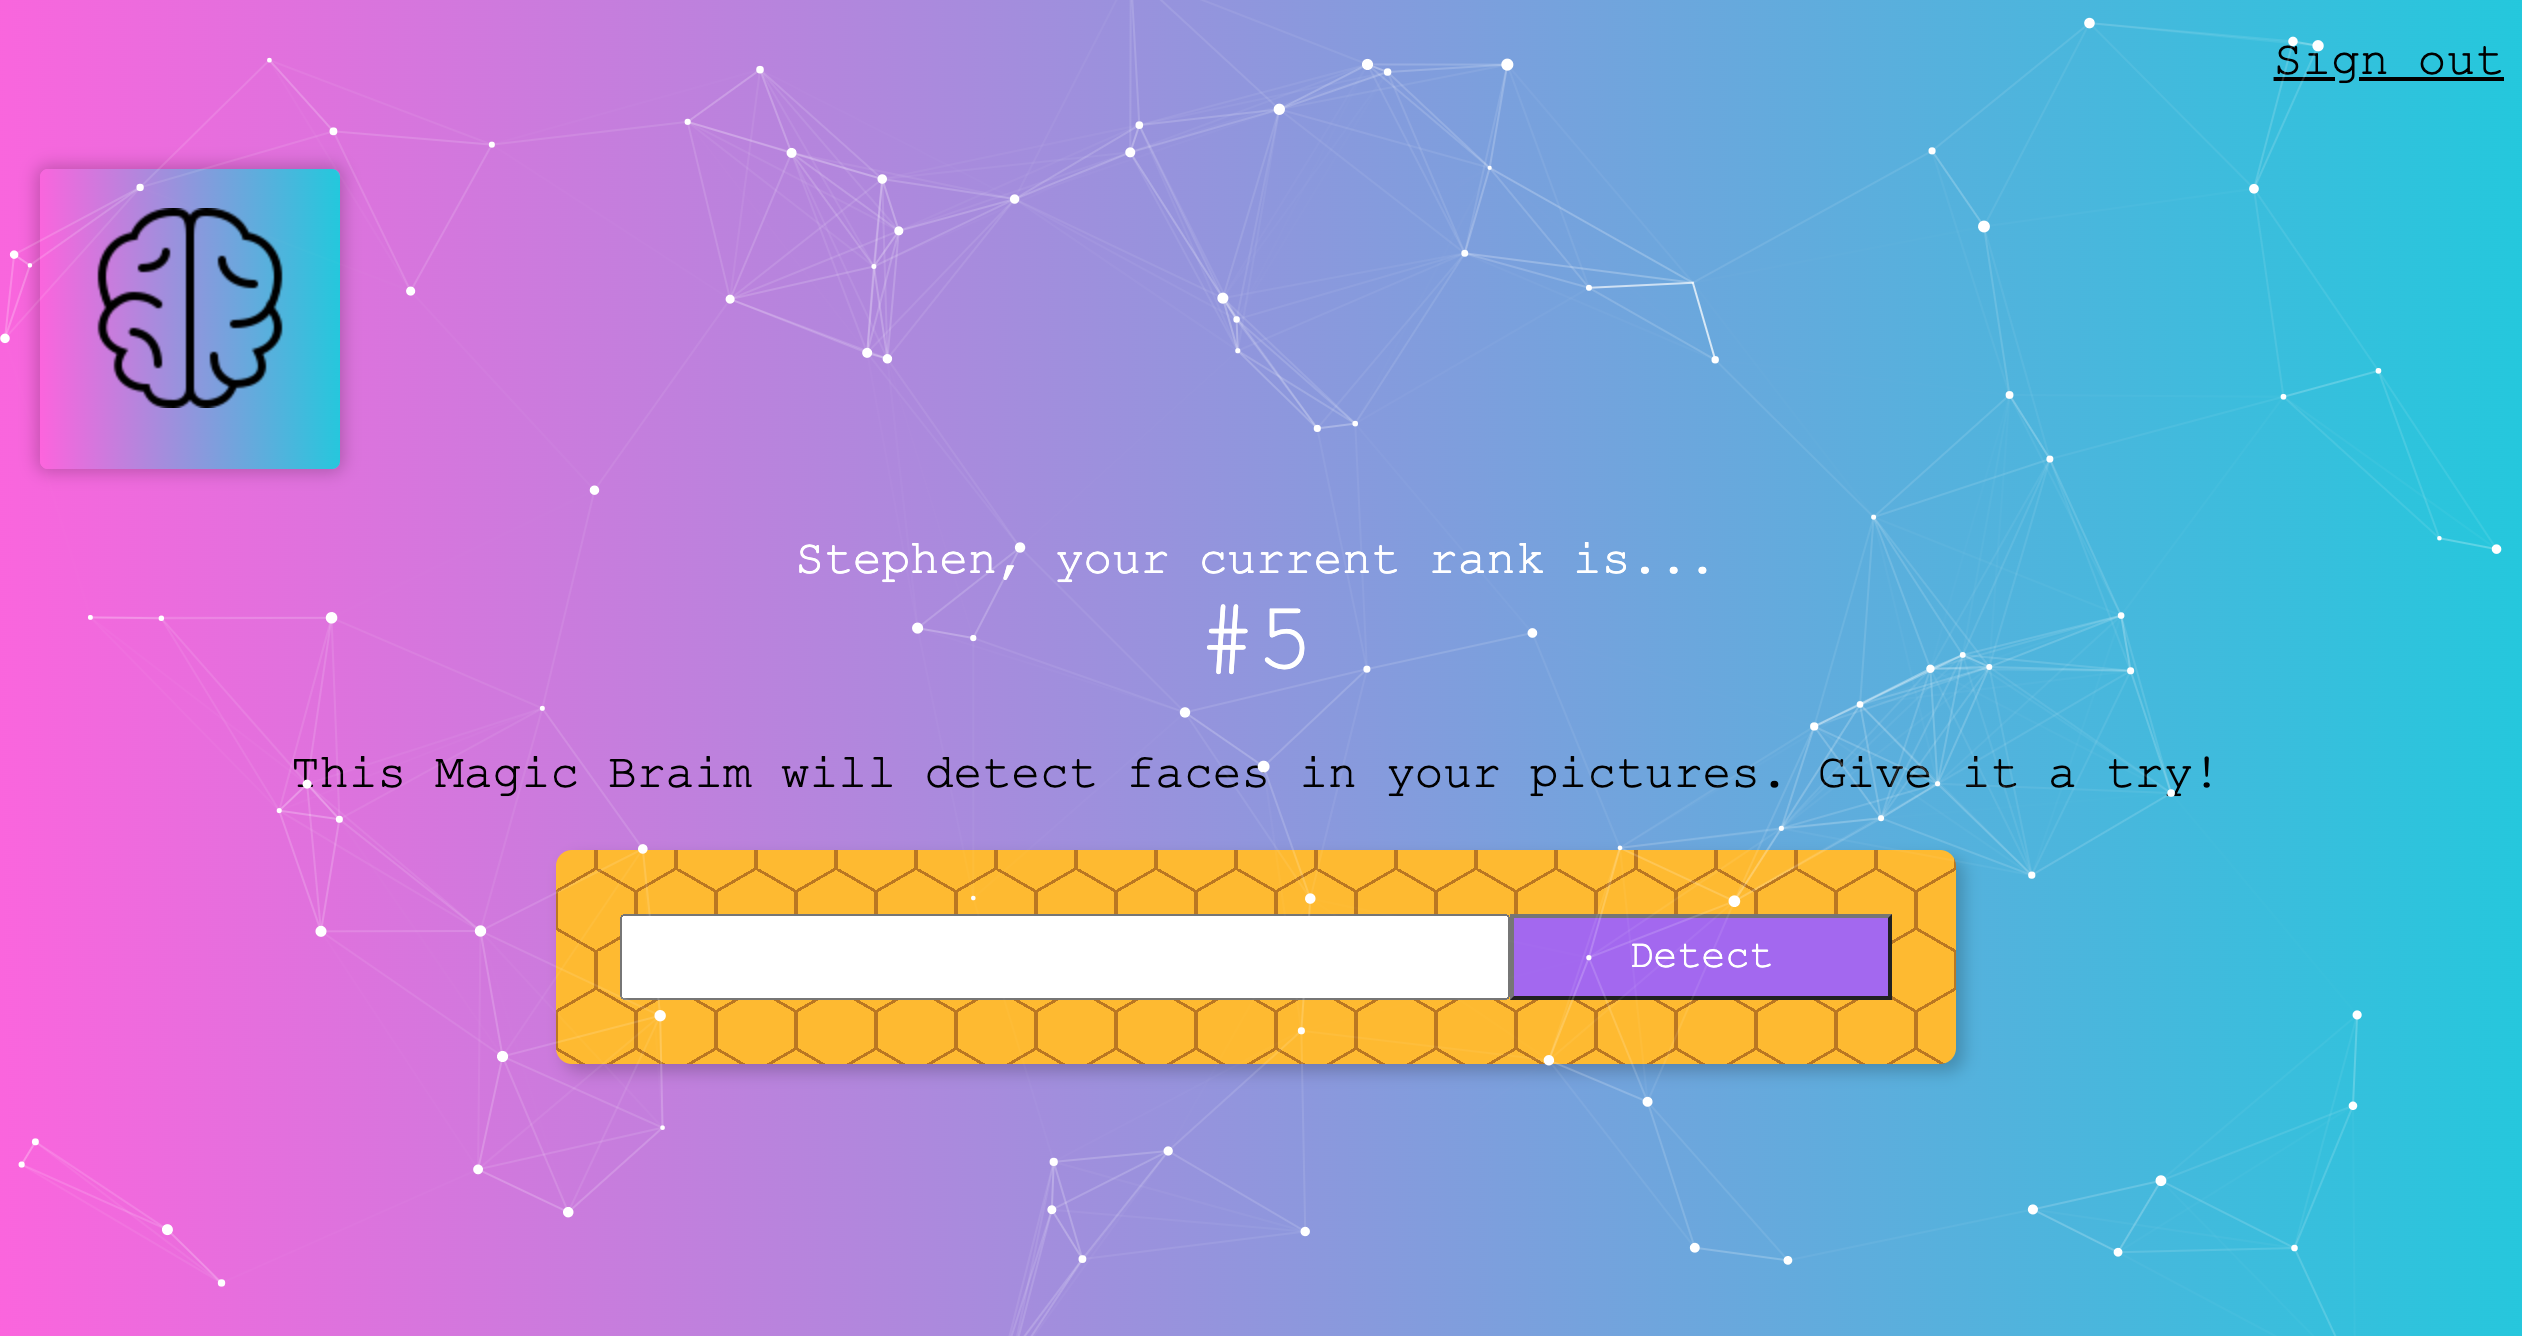 Sign out
Stephen, your current rank is...
#5
This Magic Braim will detect faces in your pictures. Give it a try!
Detect